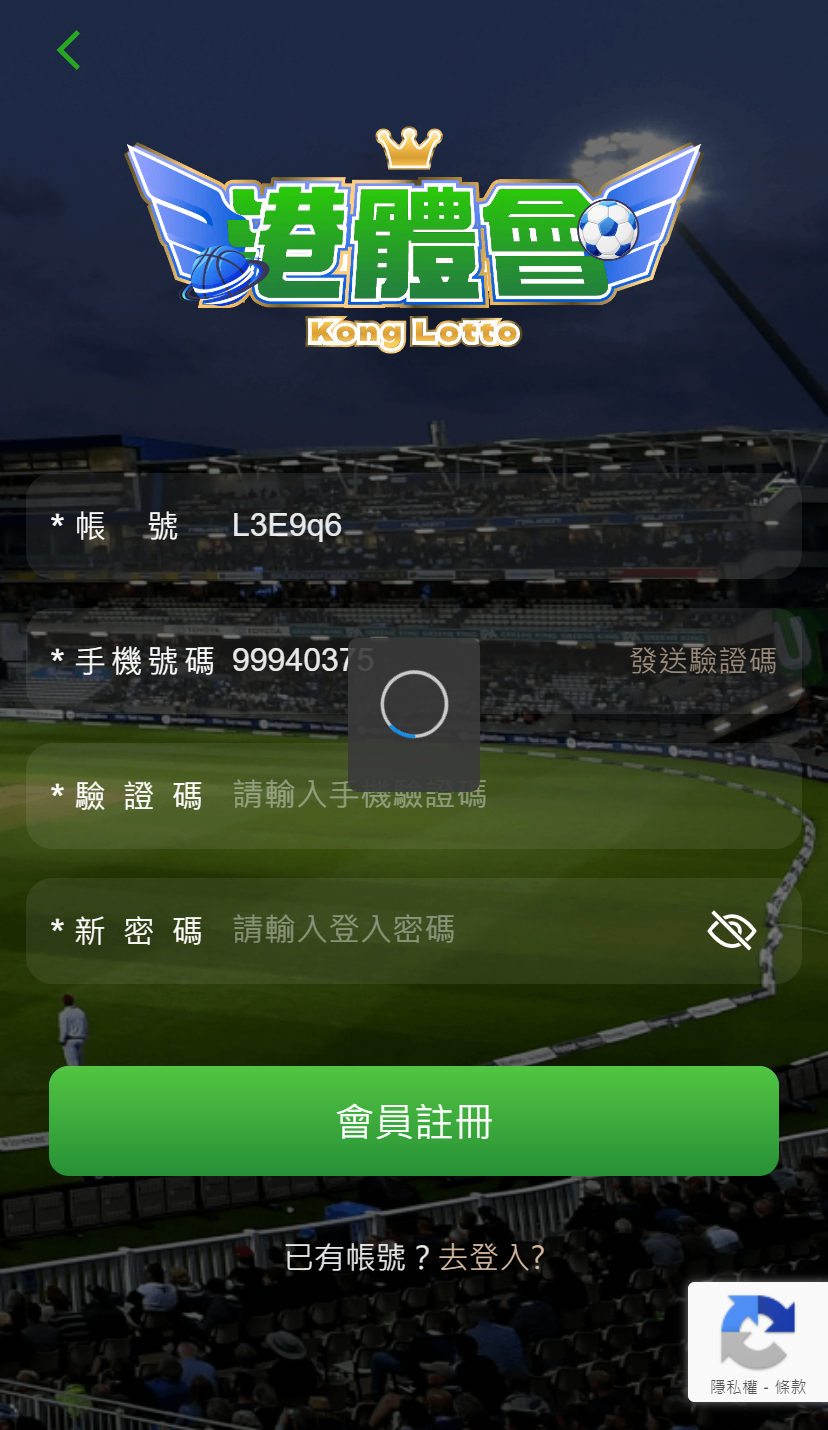 港體會
Kong Lotto
* 帳 號 L3E9q6
* 手機號碼 99940375 發送驗證碼
* 驗 證 碼 請輸入手機驗證碼
* 新 密 碼 請輸入登入密碼
會員註冊
已有帳號？去登入?
隱私權 - 條款